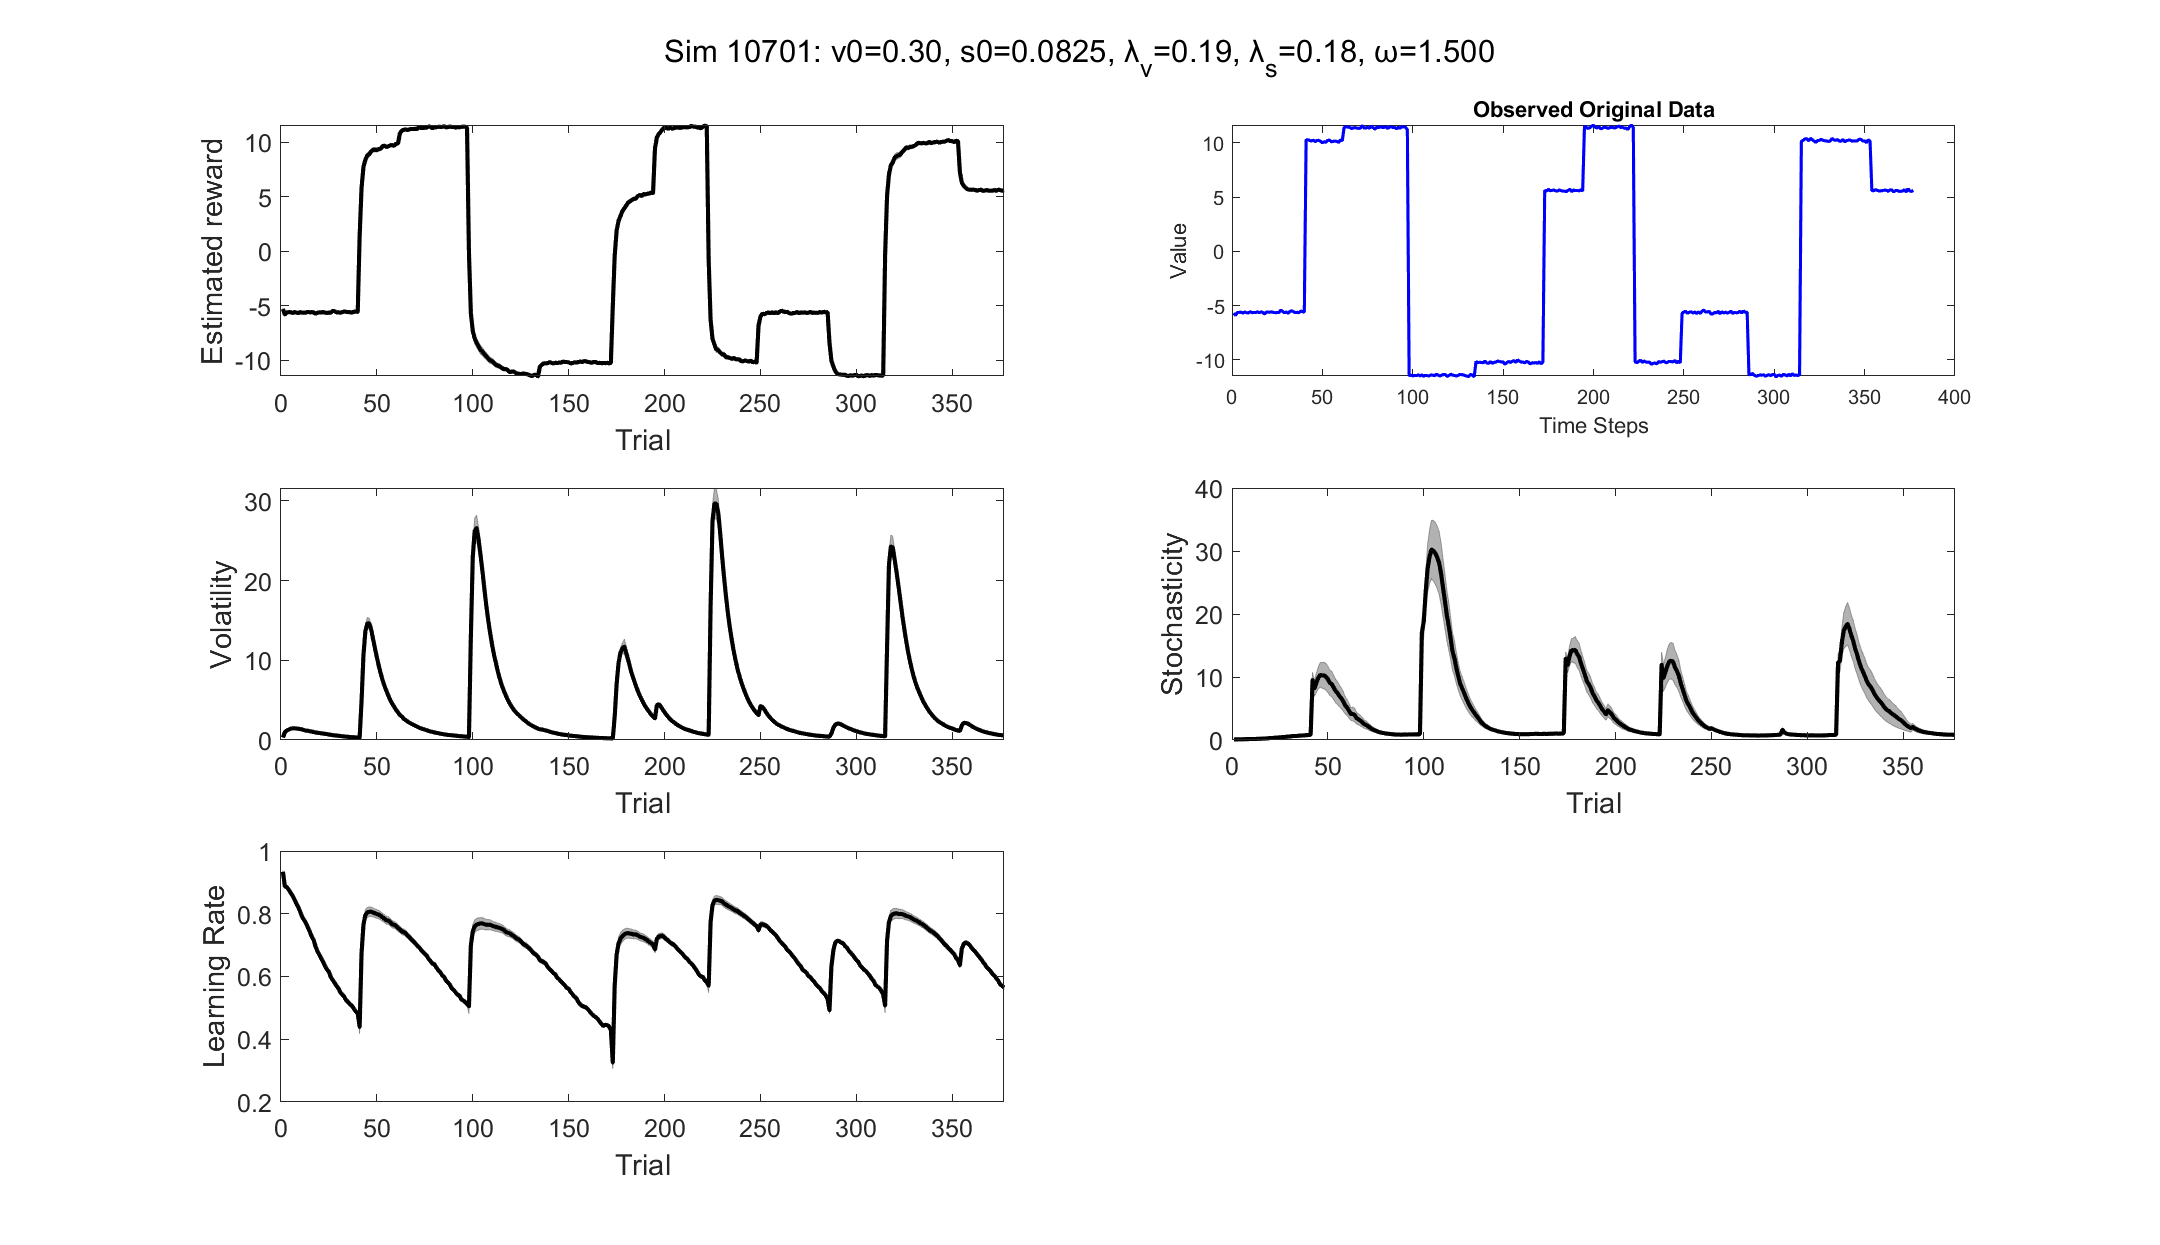 Sim 10701: v0=0.30, s0=0.0825, λ_v=0.19, λ_s=0.18, ω=1.500
Estimated reward
10
5
0
-5
-10
0 50 100 150 200 250 300 350
Trial
Observed Original Data
Value
10
5
0
-5
-10
0 50 100 150 200 250 300 350 400
Time Steps
Volatility
30
20
10
0
0 50 100 150 200 250 300 350
Trial
Stochasticity
40
30
20
10
0
0 50 100 150 200 250 300 350
Trial
Learning Rate
1
0.8
0.6
0.4
0.2
0 50 100 150 200 250 300 350
Trial